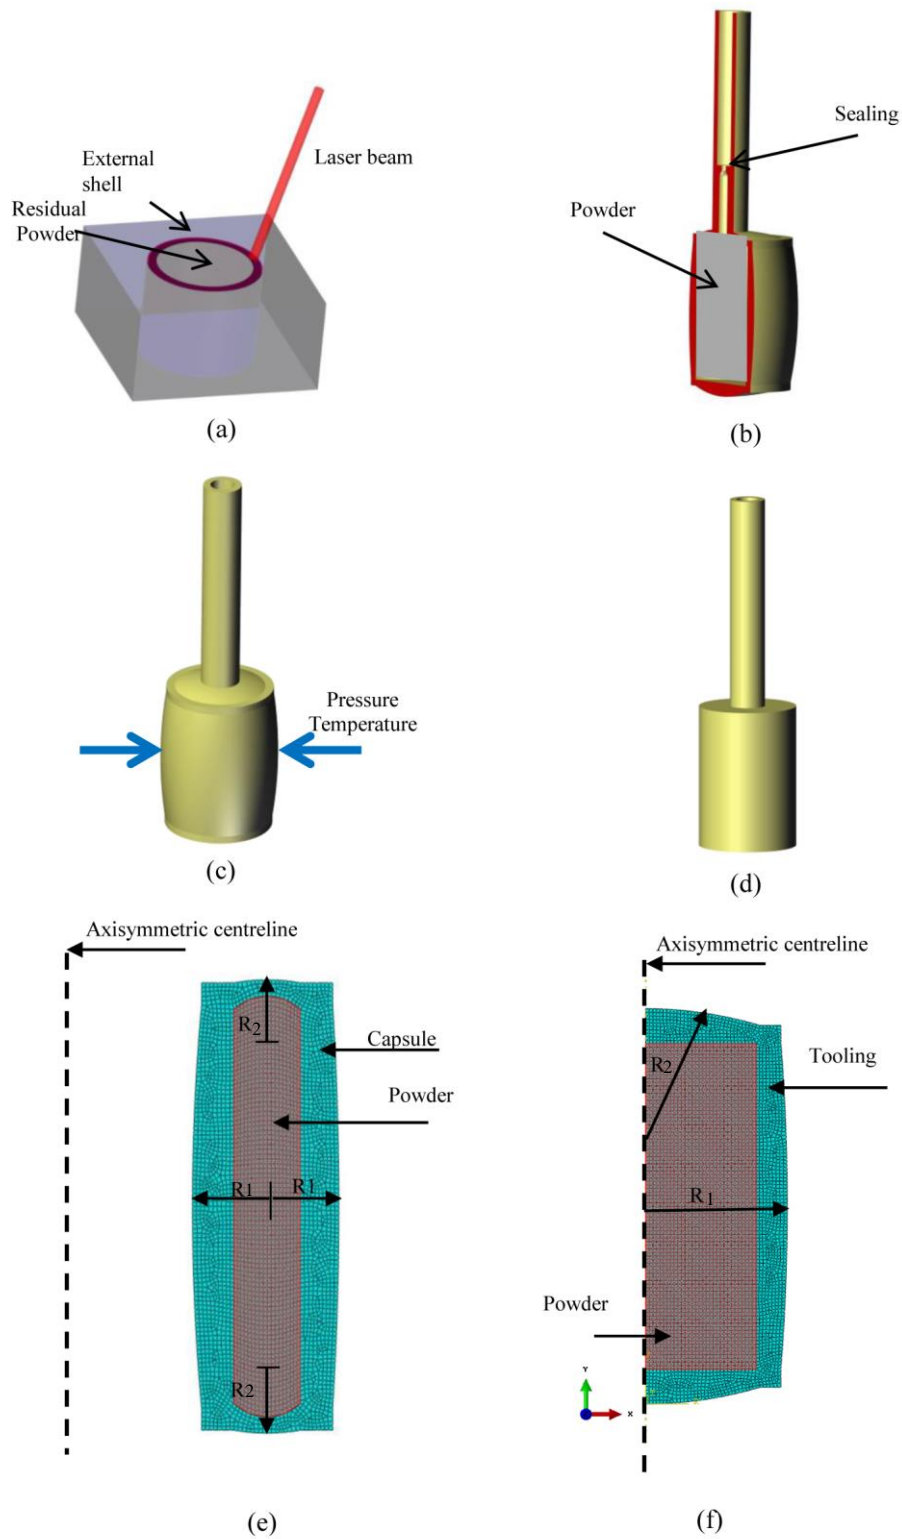 External
shell
Laser beam
Residual
Powder
(a)
Sealing
Powder
(b)
Pressure
Temperature
(c)
(d)
Axisymmetric centreline
R2
Capsule
Powder
R1 R1
R2
(e)
Axisymmetric centreline
R2
Tooling
R1
Powder
Y
X
(f)